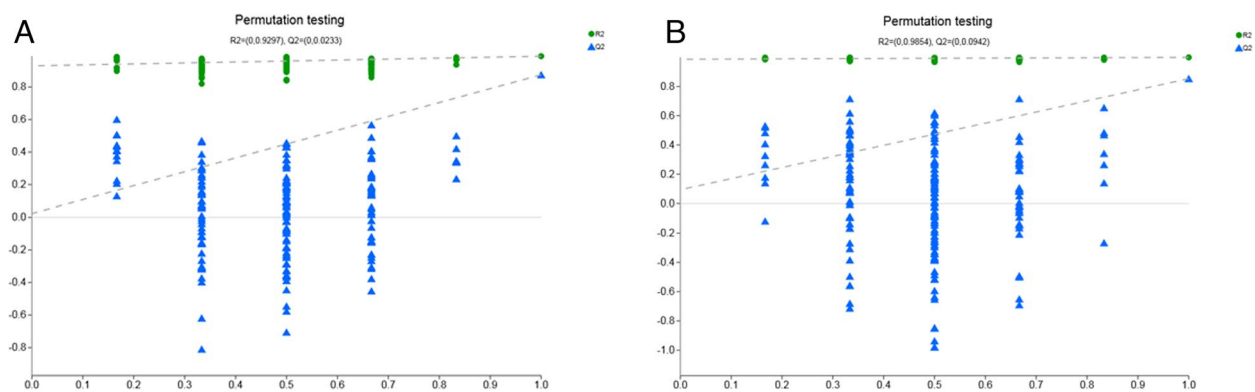 A
Permutation testing
R2=(0,0.9297), Q2=(0,0.0233)
R2
Q2
0.8
0.6
0.4
0.2
0.0
-0.2
-0.4
-0.6
-0.8
0.0 0.1 0.2 0.3 0.4 0.5 0.6 0.7 0.8 0.9 1.0
B
Permutation testing
R2=(0,0.9854), Q2=(0,0.0942)
R2
Q2
0.8
0.6
0.4
0.2
0.0
-0.2
-0.4
-0.6
-0.8
-1.0
0.0 0.1 0.2 0.3 0.4 0.5 0.6 0.7 0.8 0.9 1.0